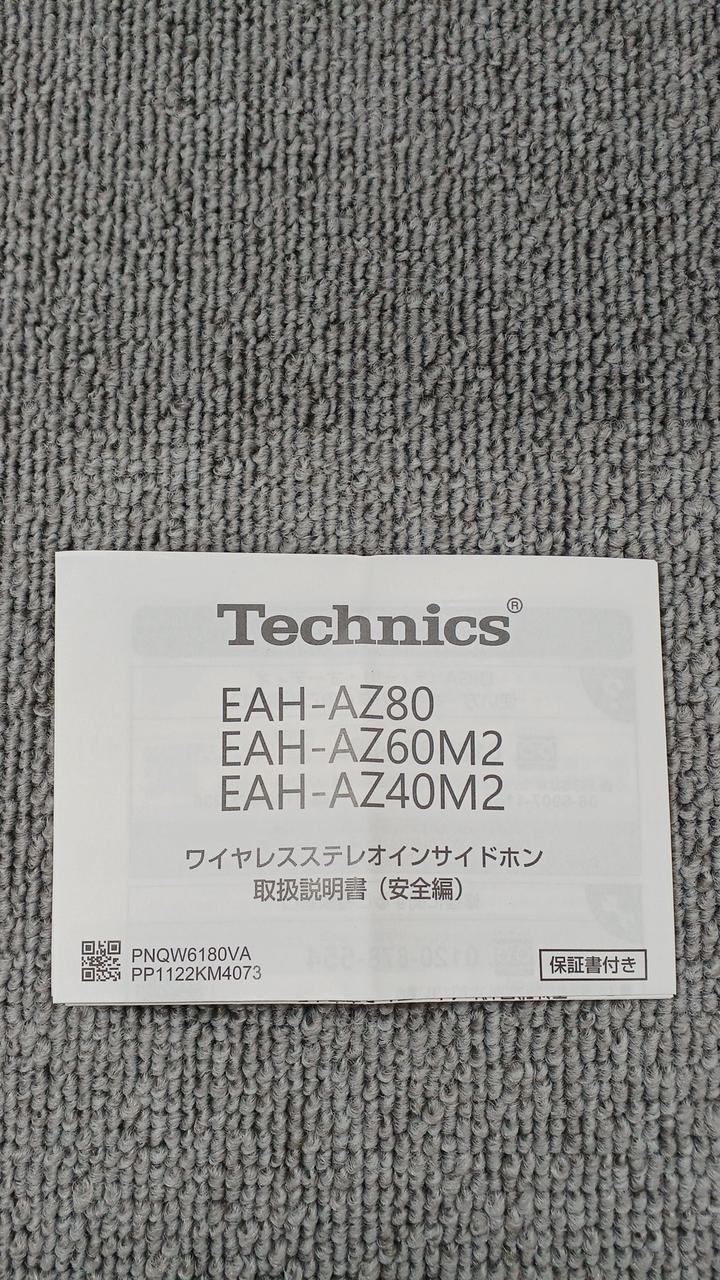 Technics®
EAH-AZ80
EAH-AZ60M2
EAH-AZ40M2
ワイヤレスステレオインサイドホン
取扱説明書（安全編）
PNQW6180VA
PP1122KM4073
保証書付き